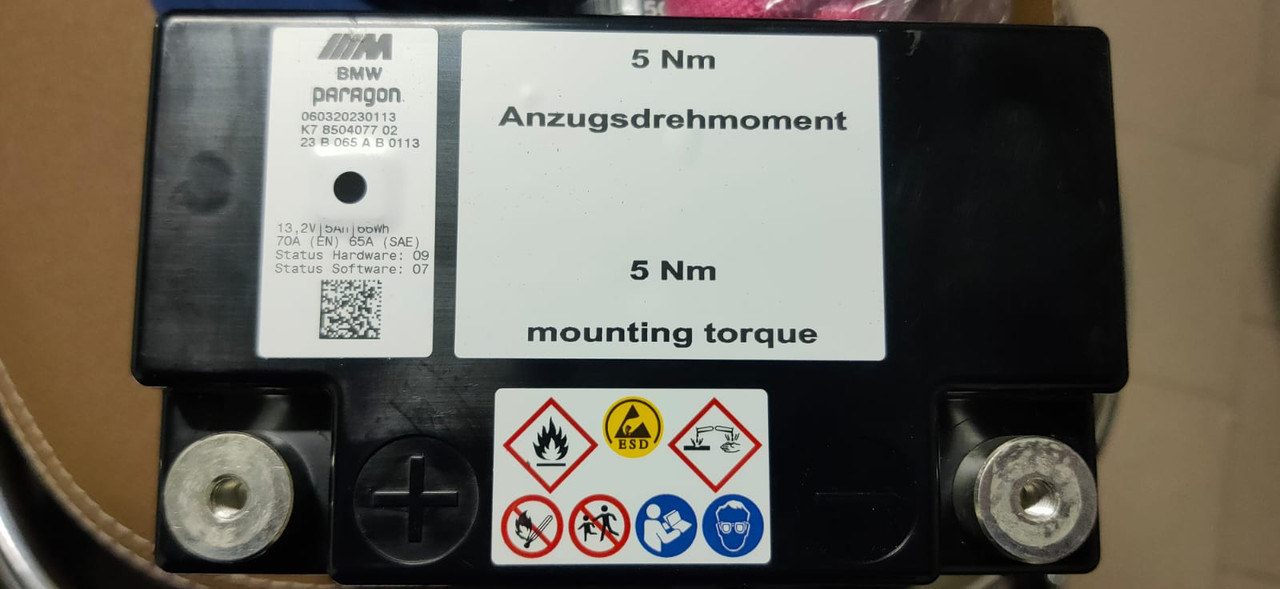 M
BMW
paragon
060320230113
K7 8504077 02
23 B 065 A B 0113
13,2V|5Ah|66Wh
70A (EN) 65A (SAE)
Status Hardware: 09
Status Software: 07
5 Nm
Anzugsdrehmoment
5 Nm
mounting torque
ESD